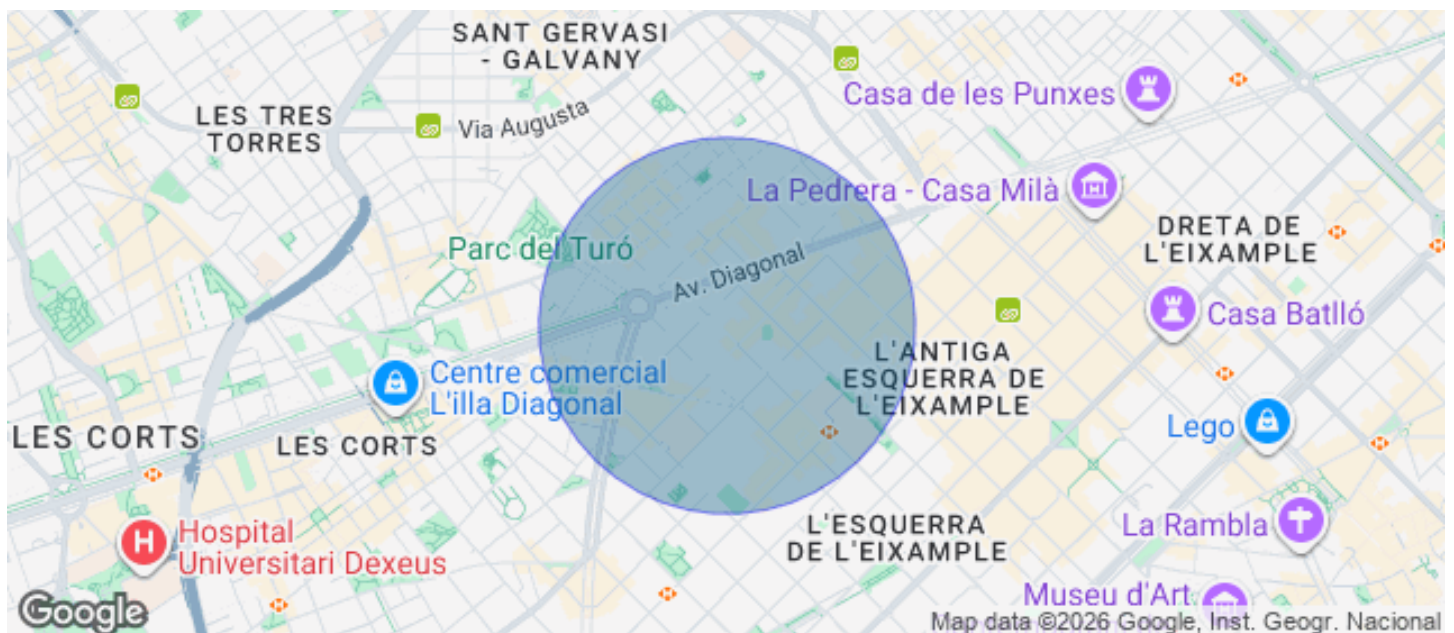 SANT GERVASI
- GALVANY
Casa de les Punxes
LES TRES
TORRES
Via Augusta
La Pedrera - Casa Milà
DRETA DE
L'EIXAMPLE
Parc del Turó
Av. Diagonal
Casa Batlló
L'ANTIGA
ESQUERRA DE
L'EIXAMPLE
Centre comercial
L'illa Diagonal
Lego
LES CORTS
LES CORTS
L'ESQUERRA
DE L'EIXAMPLE
La Rambla
Hospital
Universitari Dexeus
Museu d'Art
Google
Map data ©2026 Google, Inst. Geogr. Nacional